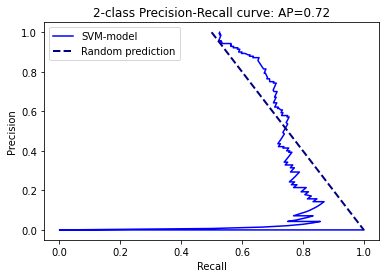 2-class Precision-Recall curve: AP=0.72
SVM-model
Random prediction
Precision
1.0
0.8
0.6
0.4
0.2
0.0
0.0 0.2 0.4 0.6 0.8 1.0
Recall